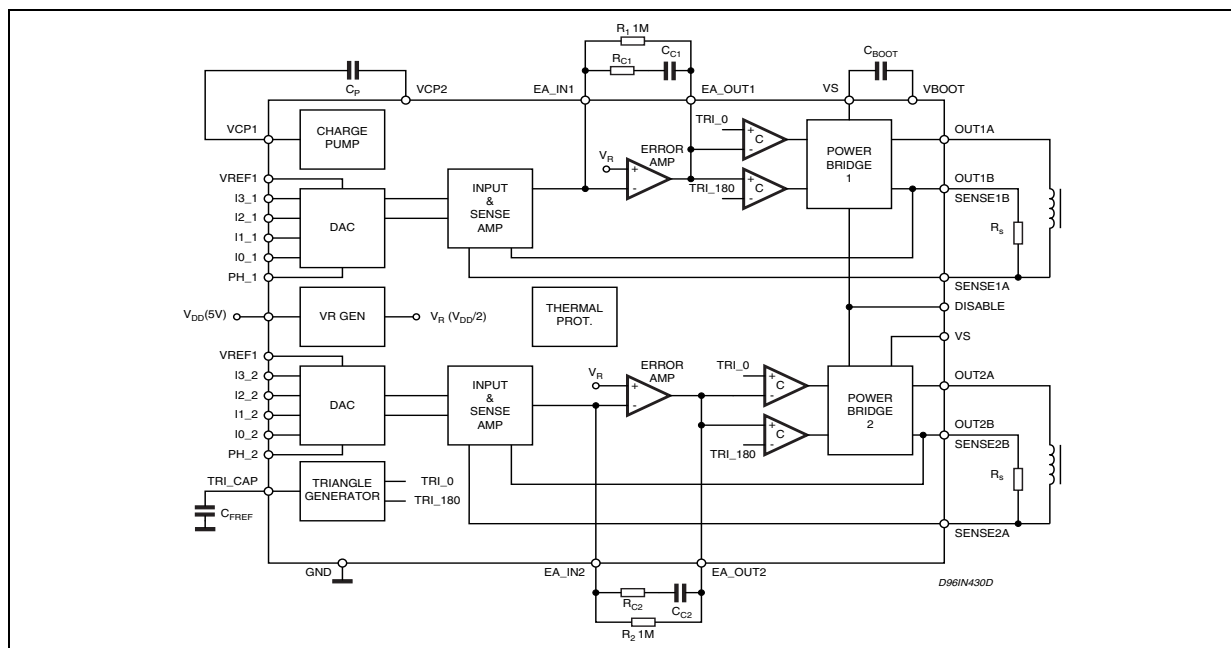 R1 1M
RC1
CC1
CBOOT
CP
VCP2
EA_IN1
EA_OUT1
VS
VBOOT
VCP1
CHARGE
PUMP
TRI_0
+
-
C
POWER
BRIDGE
1
OUT1A
VR
ERROR
AMP
+
-
TRI_180
+
-
C
OUT1B
SENSE1B
VREF1
I3_1
I2_1
I1_1
I0_1
PH_1
DAC
INPUT
&
SENSE
AMP
Rs
SENSE1A
DISABLE
VDD(5V)
VR GEN
VR (VDD/2)
THERMAL
PROT.
VS
VREF1
I3_2
I2_2
I1_2
I0_2
PH_2
DAC
INPUT
&
SENSE
AMP
VR
ERROR
AMP
+
-
TRI_0
+
-
C
TRI_180
+
-
C
POWER
BRIDGE
2
OUT2A
OUT2B
SENSE2B
Rs
SENSE2A
TRI_CAP
CFREF
TRIANGLE
GENERATOR
TRI_0
TRI_180
GND
EA_IN2
EA_OUT2
RC2
CC2
R2 1M
D96IN430D